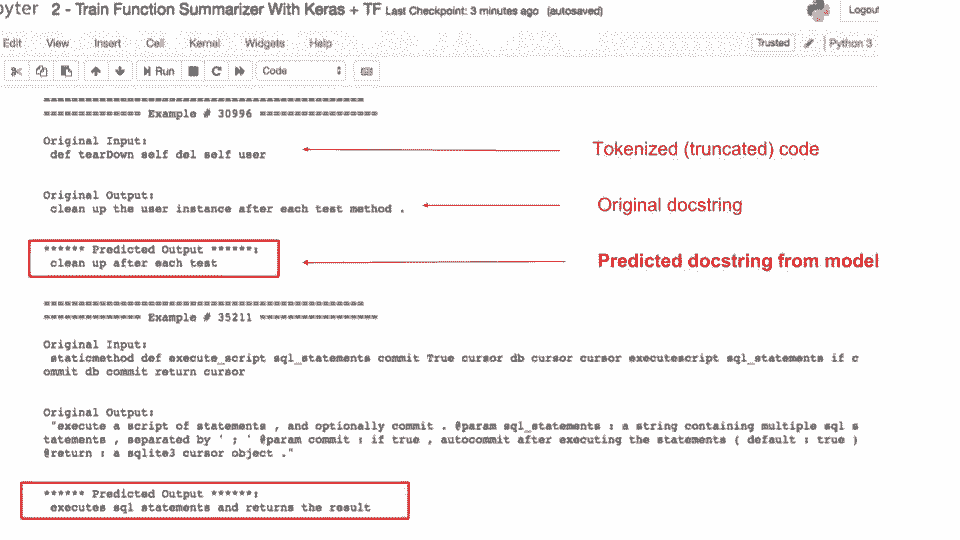 pyter 2 - Train Function Summarizer With Keras + TF Last Checkpoint: 3 minutes ago (autosaved)
Logout
Edit View Insert Cell Kernel Widgets Help
Trusted Python 3
Run Code
============================================
============== Example # 30996 =================
Original Input:
def tearDown self del self user
Tokenized (truncated) code
Original Output:
clean up the user instance after each test method .
Original docstring
****** Predicted Output ******:
clean up after each test
Predicted docstring from model
============================================
============== Example # 35211 =================
Original Input:
staticmethod def execute_script sql_statements commit True cursor db cursor cursor executescript sql_statements if c
ommit db commit return cursor
Original Output:
"execute a script of statements , and optionally commit . @param sql_statements : a string containing multiple sql s
tatements , separated by ' ; ' @param commit : if true , autocommit after executing the statements ( default : true )
@return : a sqlite3 cursor object ."
****** Predicted Output ******:
executes sql statements and returns the result